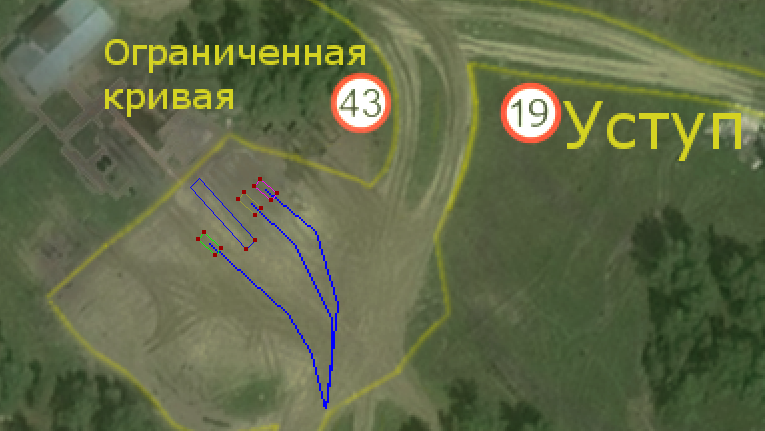 Ограниченная
кривая
43
19
Уступ